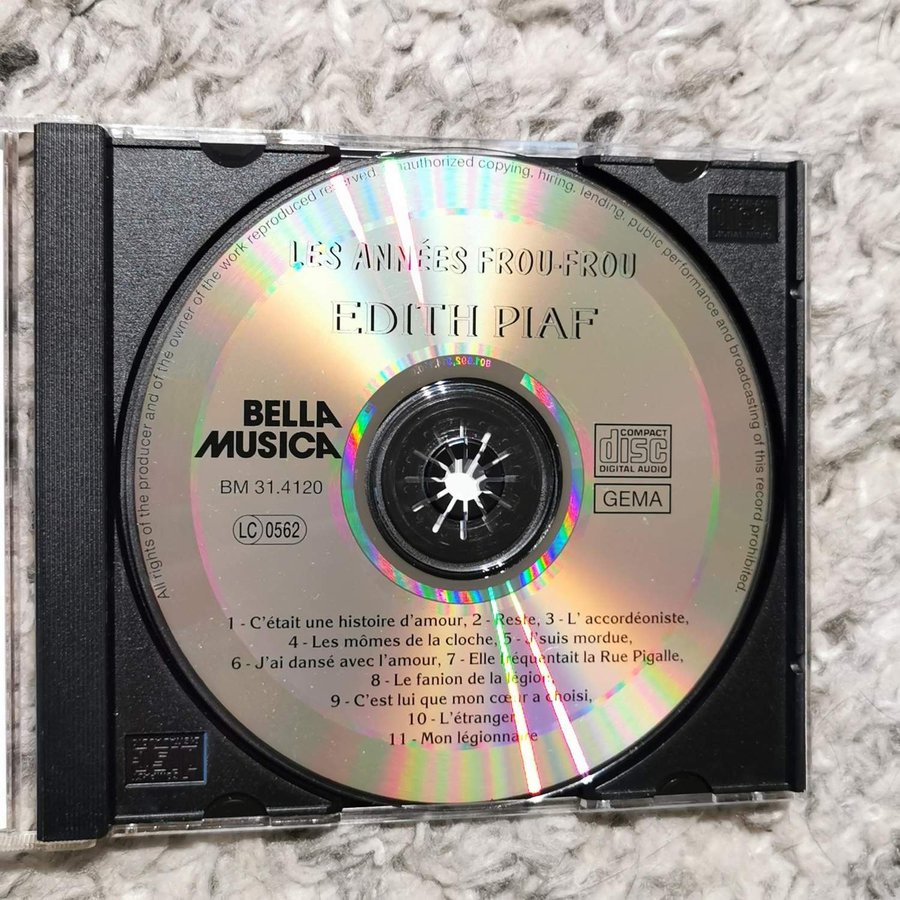 All rights of the producer and of the owner of the work reproduced reserved. Unauthorized copying, hiring, lending, public performance and broadcasting of this record prohibited.
LES ANNÉES FROU-FROU
EDITH PIAF
BELLA
MUSICA
BM 31.4120
LC 0562
COMPACT
disc
DIGITAL AUDIO
GEMA
1 - C'était une histoire d'amour, 2 - Reste, 3 - L' accordéoniste,
4 - Les mômes de la cloche, 5 - J'suis mordue,
6 - J'ai dansé avec l'amour, 7 - Elle fréquentait la Rue Pigalle,
8 - Le fanion de la légion,
9 - C'est lui que mon cœur a choisi,
10 - L'étranger,
11 - Mon légionnaire